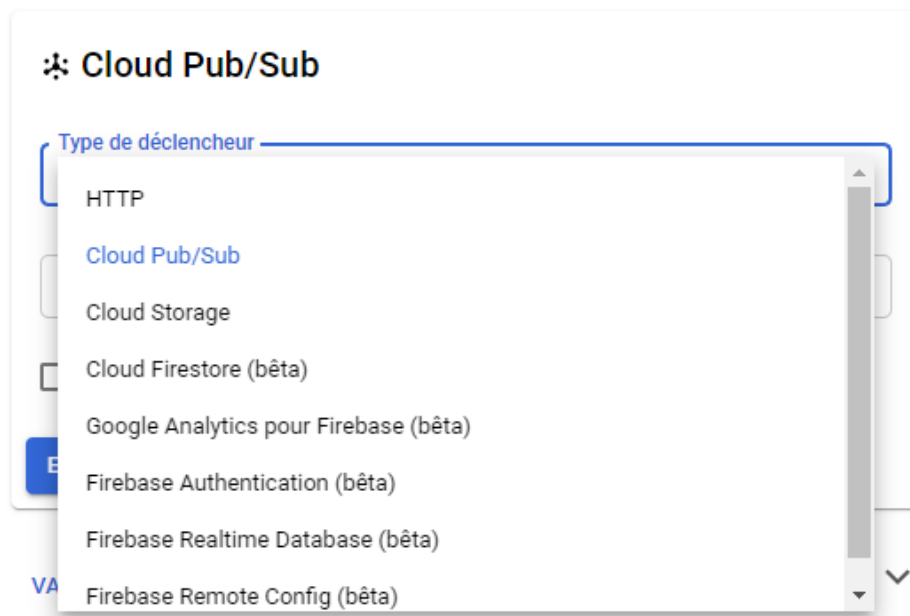 Cloud Pub/Sub
Type de déclencheur
HTTP
Cloud Pub/Sub
Cloud Storage
Cloud Firestore (bêta)
Google Analytics pour Firebase (bêta)
Firebase Authentication (bêta)
Firebase Realtime Database (bêta)
Firebase Remote Config (bêta)